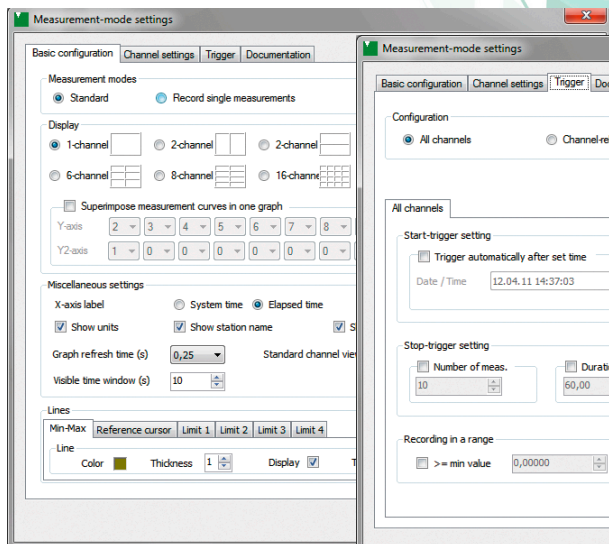 Measurement-mode settings
Basic configuration Channel settings Trigger Documentation
Measurement modes
Standard Record single measurements
Display
1-channel 2-channel 2-channel
6-channel 8-channel 16-channe
Superimpose measurement curves in one graph
Y-axis 2 3 4 5 6 7 8
Y2-axis 1 0 0 0 0 0 0
Miscellaneous settings
X-axis label System time Elapsed time
Show units Show station name S
Graph refresh time (s) 0,25 Standard channel vie
Visible time window (s) 10
Lines
Min-Max Reference cursor Limit 1 Limit 2 Limit 3 Limit 4
Line
Color Thickness 1 Display T
Measurement-mode settings
Basic configuration Channel settings Trigger Doc
Configuration
All channels Channel-re
All channels
Start-trigger setting
Trigger automatically after set time
Date / Time 12.04.11 14:37:03
Stop-trigger setting
Number of meas. Durati
10 60,00
Recording in a range
>= min value 0,00000